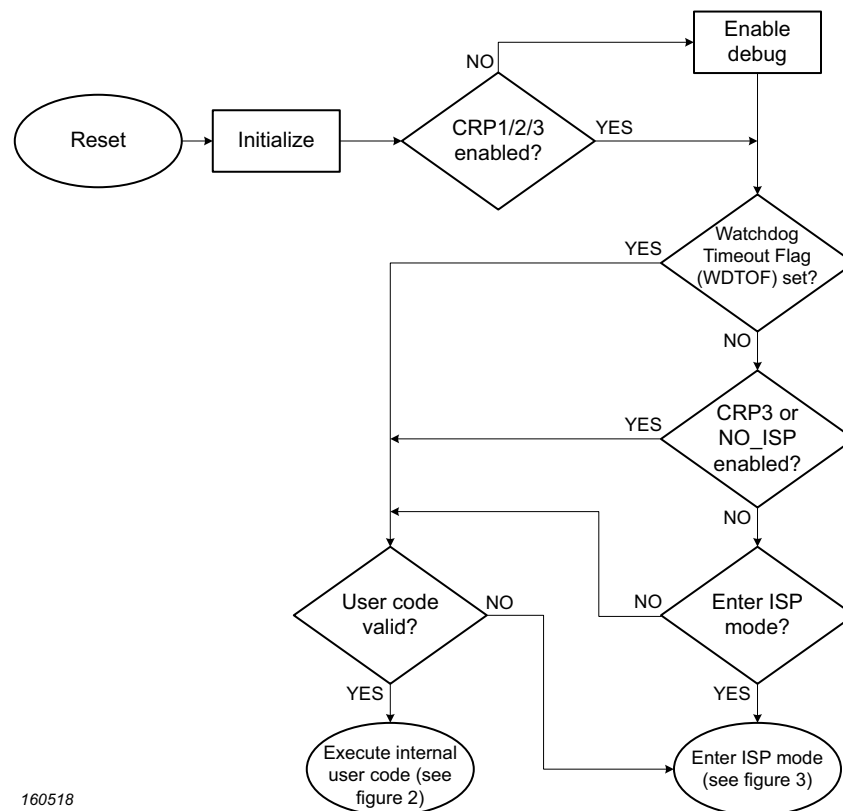 Enable
debug
NO
Reset
Initialize
CRP1/2/3
enabled?
YES
Watchdog
Timeout Flag
(WDTOF) set?
YES
NO
CRP3 or
NO_ISP
enabled?
YES
NO
User code
valid?
NO
NO
Enter ISP
mode?
YES
YES
Execute internal
user code (see
figure 2)
Enter ISP mode
(see figure 3)
160518